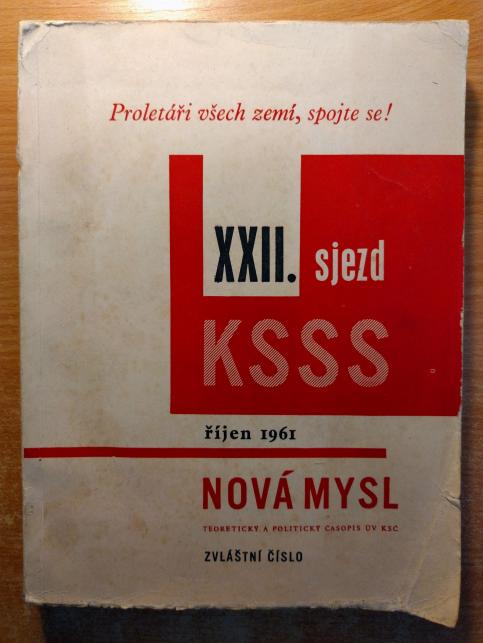 Proletáři všech zemí, spojte se!
XXII. sjezd
KSSS
říjen 1961
NOVÁ MYSL
TEORETICKÝ A POLITICKÝ ČASOPIS ÚV KSČ
ZVLÁŠTNÍ ČÍSLO